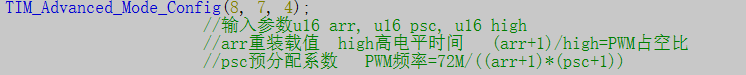 TIM_Advanced_Mode_Config(8, 7, 4);
//输入参数u16 arr, u16 psc, u16 high
//arr重装载值  high高电平时间   (arr+1)/high=PWM占空比
//psc预分配系数   PWM频率=72M/((arr+1)*(psc+1))